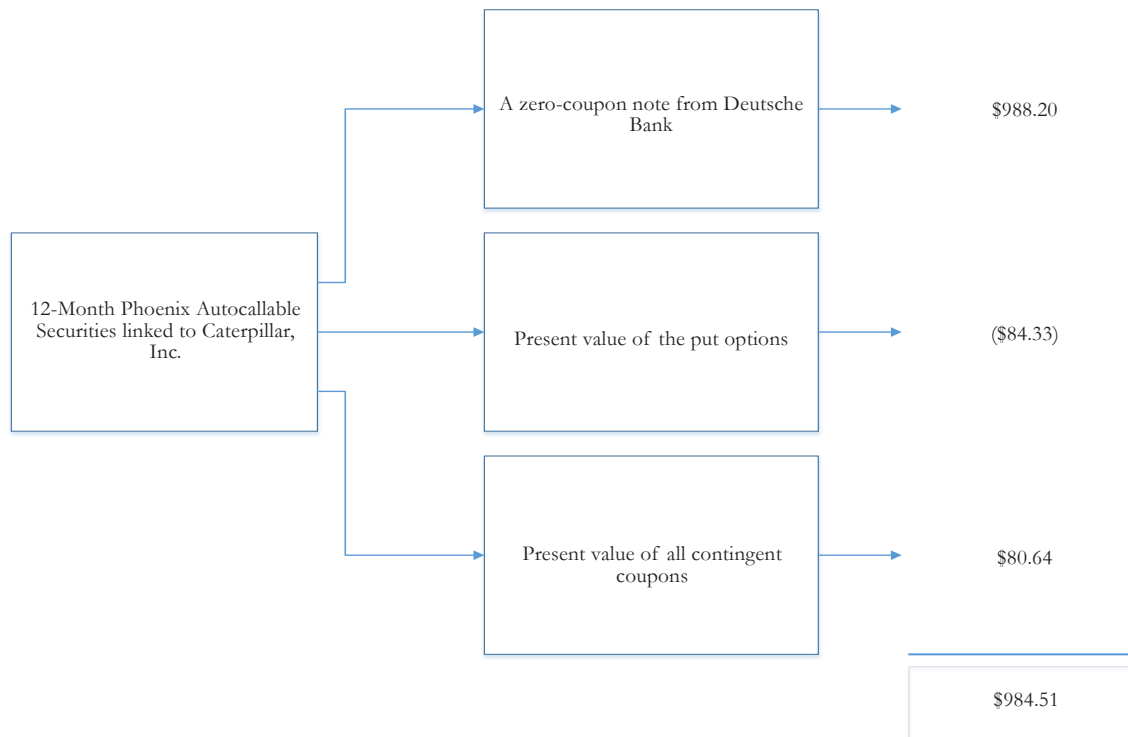 A zero-coupon note from Deutsche
Bank
$988.20
12-Month Phoenix Autocallable
Securities linked to Caterpillar,
Inc.
Present value of the put options
($84.33)
Present value of all contingent
coupons
$80.64
$984.51